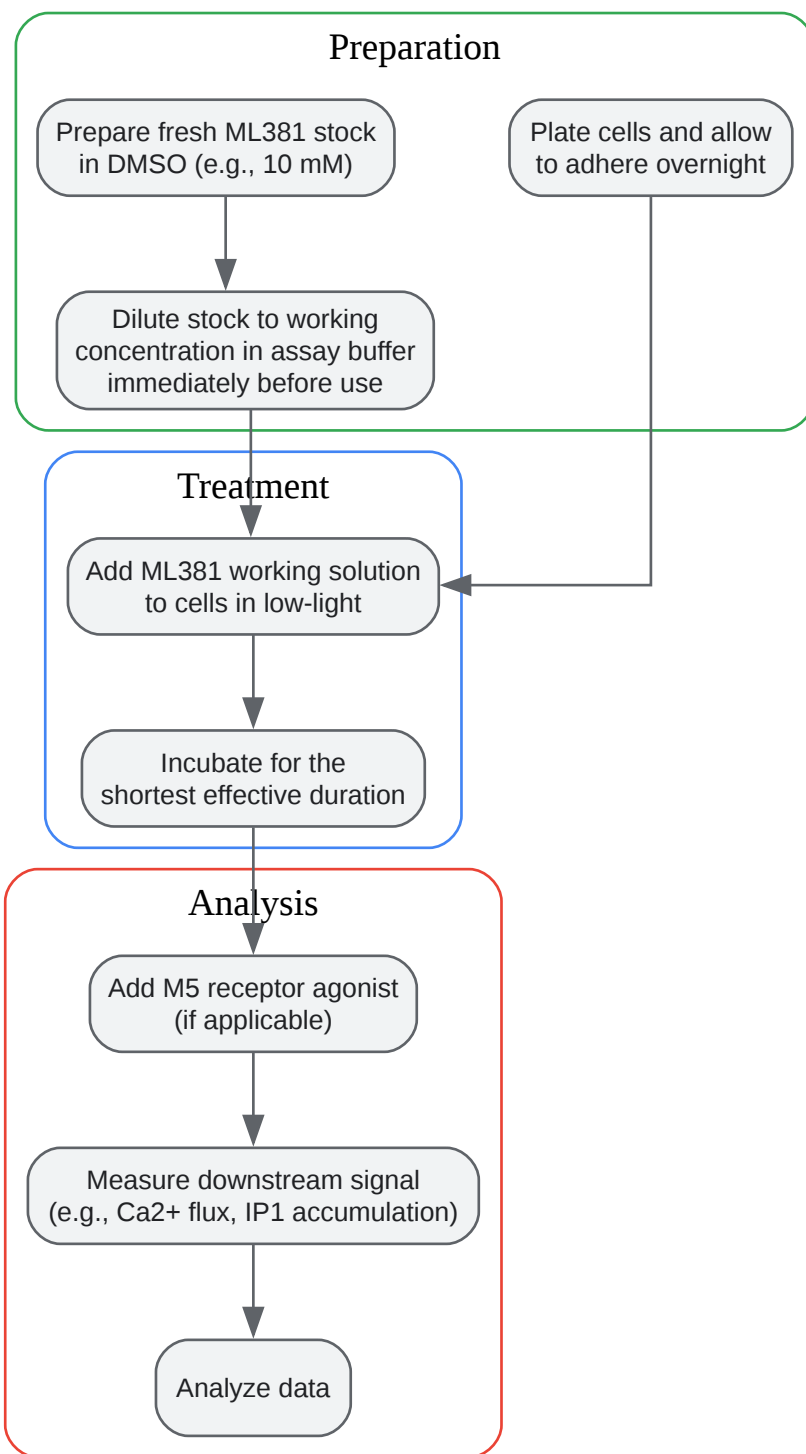 Preparation
Prepare fresh ML381 stock
in DMSO (e.g., 10 mM)
Plate cells and allow
to adhere overnight
Dilute stock to working
concentration in assay buffer
immediately before use
Treatment
Add ML381 working solution
to cells in low-light
Incubate for the
shortest effective duration
Analysis
Add M5 receptor agonist
(if applicable)
Measure downstream signal
(e.g., Ca2+ flux, IP1 accumulation)
Analyze data